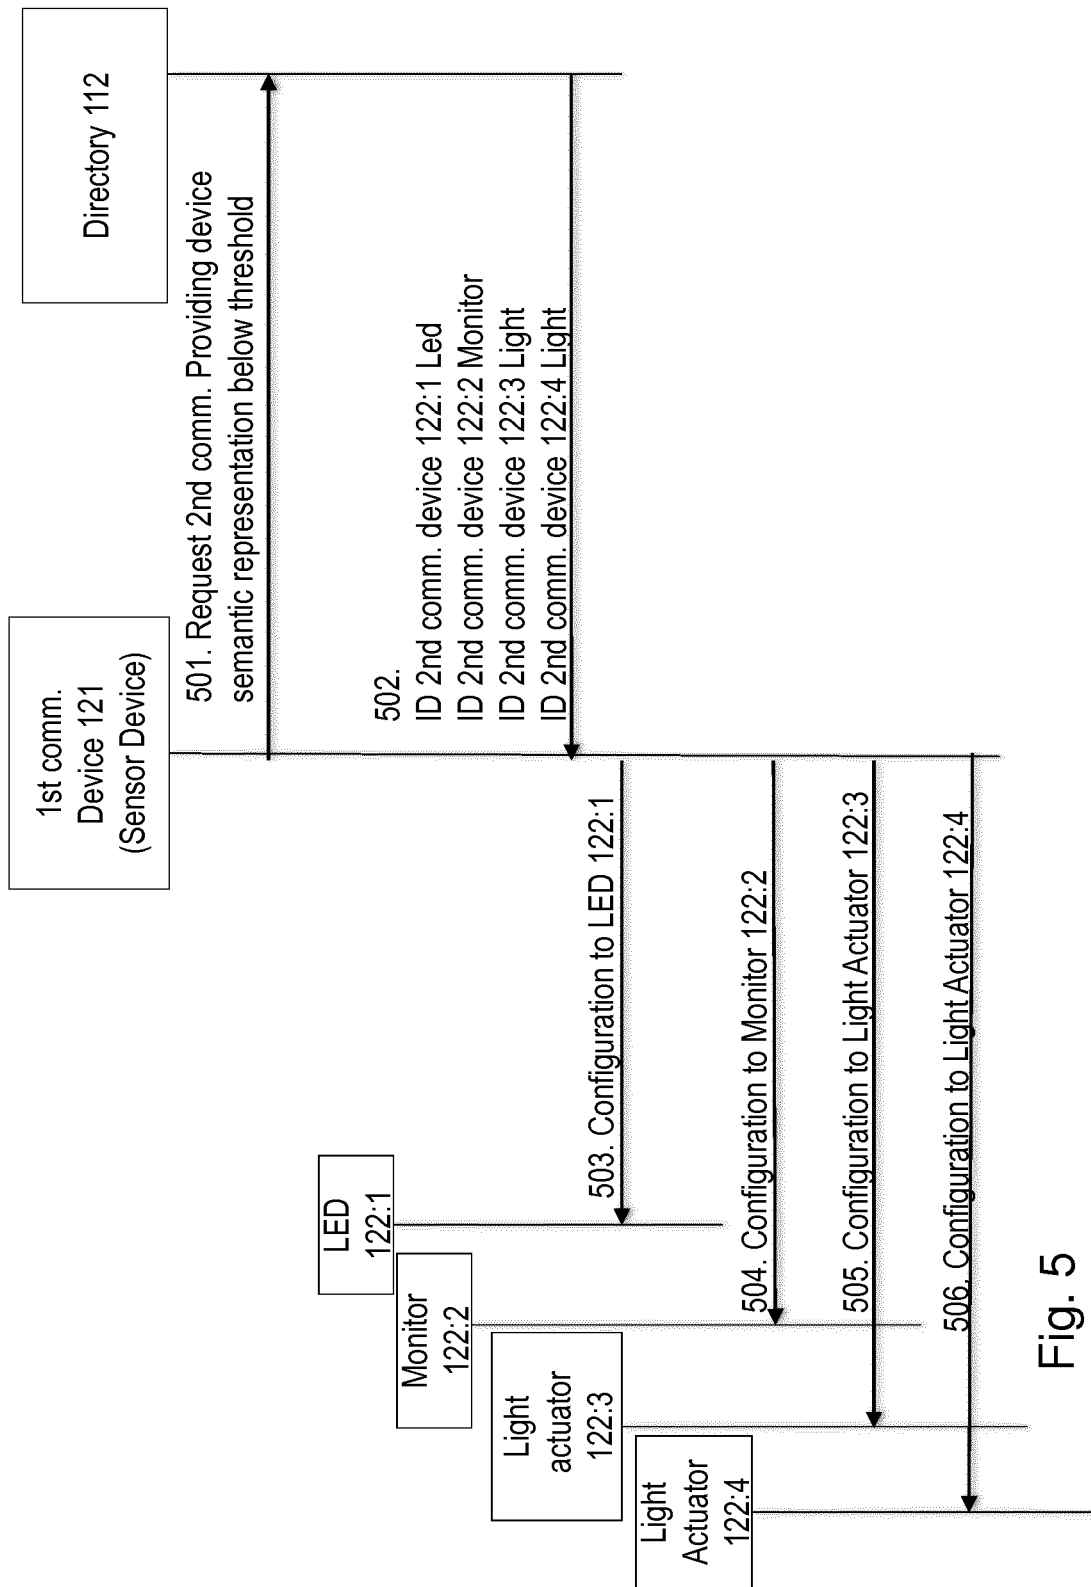 Light
Actuator
122:4
Light
actuator
122:3
Monitor
122:2
LED
122:1
1st comm.
Device 121
(Sensor Device)
Directory 112
501. Request 2nd comm. Providing device
semantic representation below threshold
502.
ID 2nd comm. device 122:1 Led
ID 2nd comm. device 122:2 Monitor
ID 2nd comm. device 122:3 Light
ID 2nd comm. device 122:4 Light
503. Configuration to LED 122:1
504. Configuration to Monitor 122:2
505. Configuration to Light Actuator 122:3
506. Configuration to Light Actuator 122:4
Fig. 5